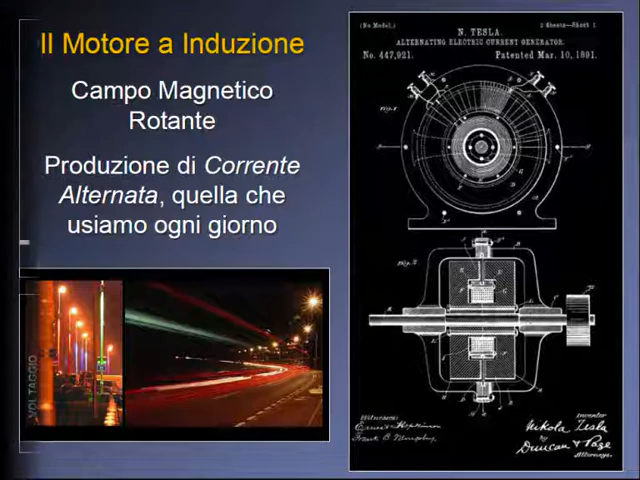 Il Motore a Induzione
Campo Magnetico
Rotante
Produzione di Corrente
Alternata, quella che
usiamo ogni giorno
VOLTAGGIO
(No Model.)
2 Sheets—Sheet 1.
N. TESLA.
ALTERNATING ELECTRIC CURRENT GENERATOR.
No. 447,921.
Patented Mar. 10, 1891.
Witnesses:
Inventor
Nikola Tesla
by
Duncan & Page
Attorneys.